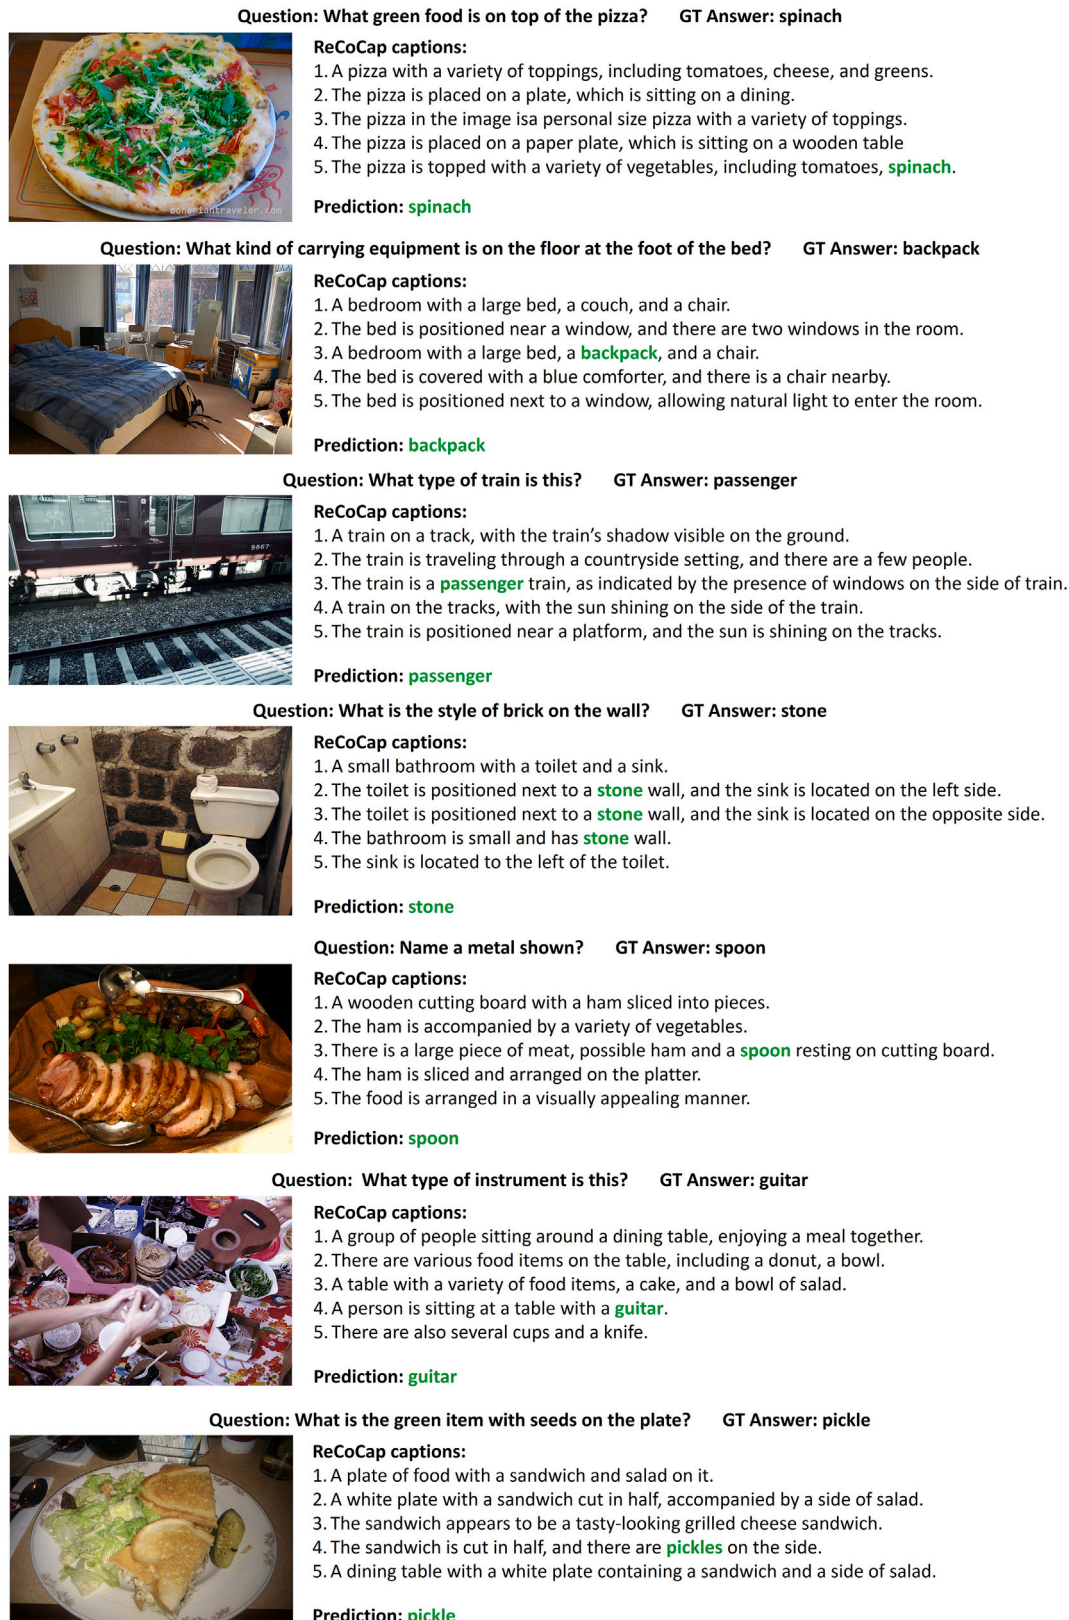 Question: What green food is on top of the pizza? GT Answer: spinach
ReCoCap captions:
1. A pizza with a variety of toppings, including tomatoes, cheese, and greens.
2. The pizza is placed on a plate, which is sitting on a dining.
3. The pizza in the image isa personal size pizza with a variety of toppings.
4. The pizza is placed on a paper plate, which is sitting on a wooden table
5. The pizza is topped with a variety of vegetables, including tomatoes, spinach.
bohemiantraveler.com
Prediction: spinach
Question: What kind of carrying equipment is on the floor at the foot of the bed? GT Answer: backpack
ReCoCap captions:
1. A bedroom with a large bed, a couch, and a chair.
2. The bed is positioned near a window, and there are two windows in the room.
3. A bedroom with a large bed, a backpack, and a chair.
4. The bed is covered with a blue comforter, and there is a chair nearby.
5. The bed is positioned next to a window, allowing natural light to enter the room.
Prediction: backpack
Question: What type of train is this? GT Answer: passenger
9867
ReCoCap captions:
1. A train on a track, with the train's shadow visible on the ground.
2. The train is traveling through a countryside setting, and there are a few people.
3. The train is a passenger train, as indicated by the presence of windows on the side of train.
4. A train on the tracks, with the sun shining on the side of the train.
5. The train is positioned near a platform, and the sun is shining on the tracks.
Prediction: passenger
Question: What is the style of brick on the wall? GT Answer: stone
ReCoCap captions:
1. A small bathroom with a toilet and a sink.
2. The toilet is positioned next to a stone wall, and the sink is located on the left side.
3. The toilet is positioned next to a stone wall, and the sink is located on the opposite side.
4. The bathroom is small and has stone wall.
5. The sink is located to the left of the toilet.
Prediction: stone
Question: Name a metal shown? GT Answer: spoon
ReCoCap captions:
1. A wooden cutting board with a ham sliced into pieces.
2. The ham is accompanied by a variety of vegetables.
3. There is a large piece of meat, possible ham and a spoon resting on cutting board.
4. The ham is sliced and arranged on the platter.
5. The food is arranged in a visually appealing manner.
Prediction: spoon
Question: What type of instrument is this? GT Answer: guitar
ReCoCap captions:
1. A group of people sitting around a dining table, enjoying a meal together.
2. There are various food items on the table, including a donut, a bowl.
3. A table with a variety of food items, a cake, and a bowl of salad.
4. A person is sitting at a table with a guitar.
5. There are also several cups and a knife.
Prediction: guitar
Question: What is the green item with seeds on the plate? GT Answer: pickle
ReCoCap captions:
1. A plate of food with a sandwich and salad on it.
2. A white plate with a sandwich cut in half, accompanied by a side of salad.
3. The sandwich appears to be a tasty-looking grilled cheese sandwich.
4. The sandwich is cut in half, and there are pickles on the side.
5. A dining table with a white plate containing a sandwich and a side of salad.
Prediction: pickle